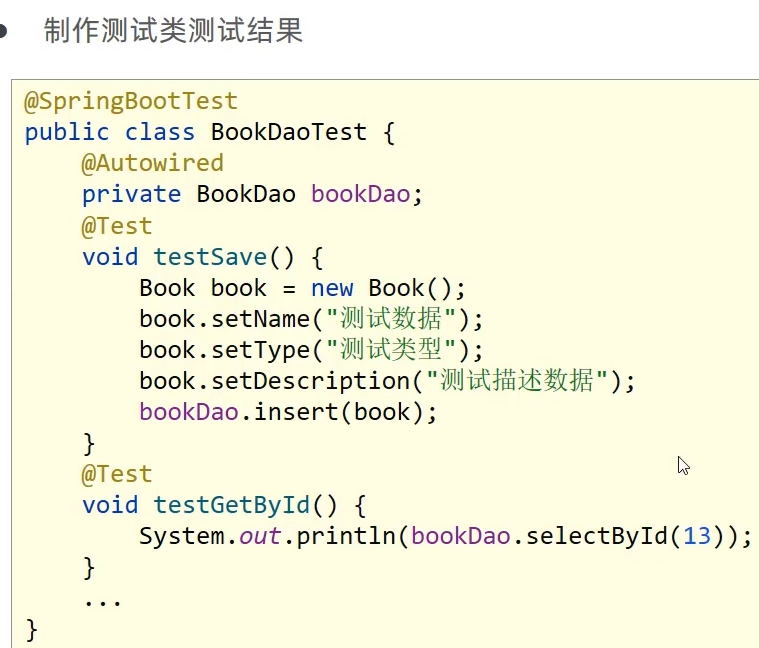 制作测试类测试结果
@SpringBootTest
public class BookDaoTest {
    @Autowired
    private BookDao bookDao;
    @Test
    void testSave() {
        Book book = new Book();
        book.setName("测试数据");
        book.setType("测试类型");
        book.setDescription("测试描述数据");
        bookDao.insert(book);
    }
    @Test
    void testGetById() {
        System.out.println(bookDao.selectById(13));
    }
    ...
}